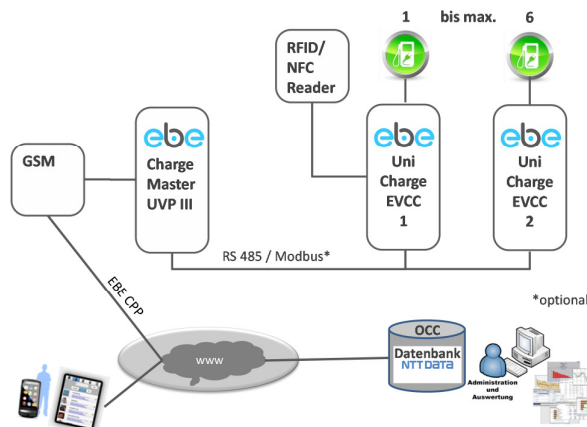 1 bis max. 6
RFID/
NFC
Reader
ebe
Charge
Master
UVP III
ebe
Uni
Charge
EVCC
1
ebe
Uni
Charge
EVCC
2
GSM
RS 485 / Modbus*
EBE CPP
*optional
www
OCC
Datenbank
NTT DATA
Administration
und
Auswertung